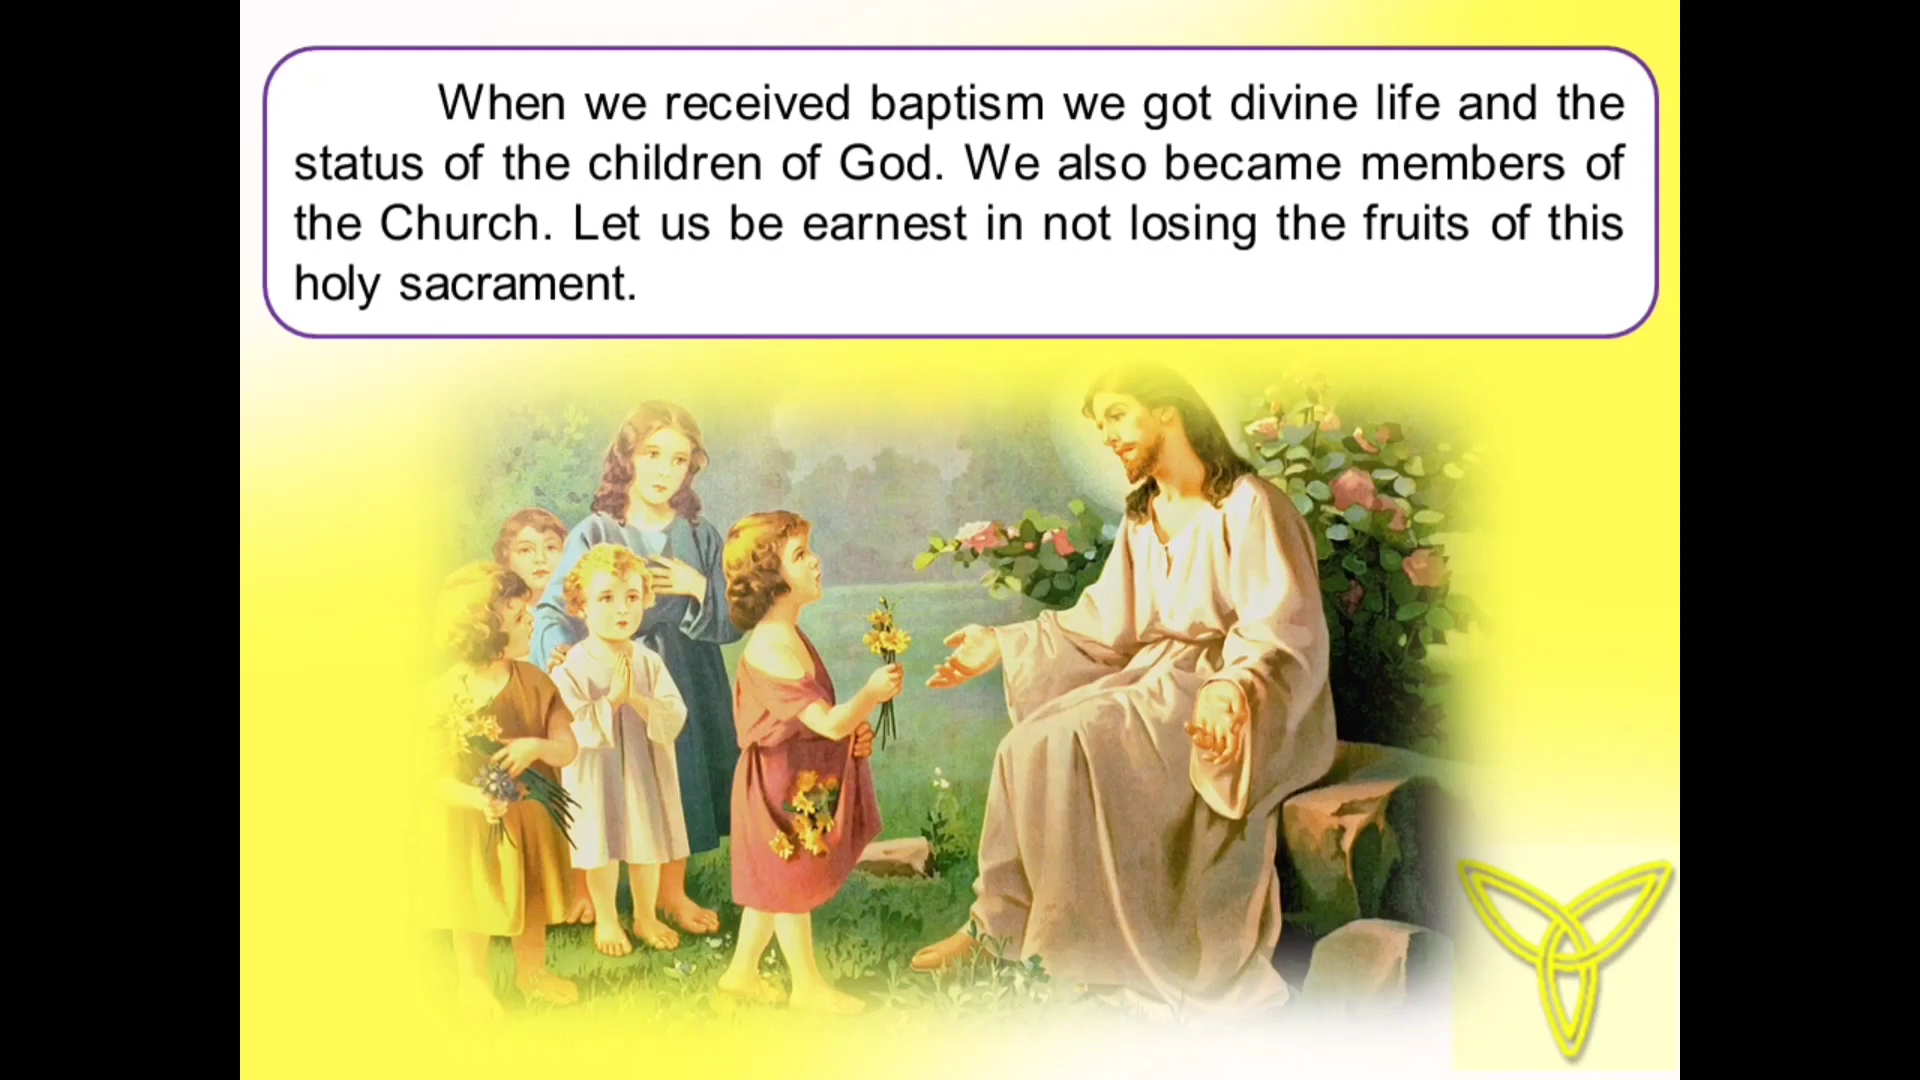 When we received baptism we got divine life and the
status of the children of God. We also became members of
the Church. Let us be earnest in not losing the fruits of this
holy sacrament.